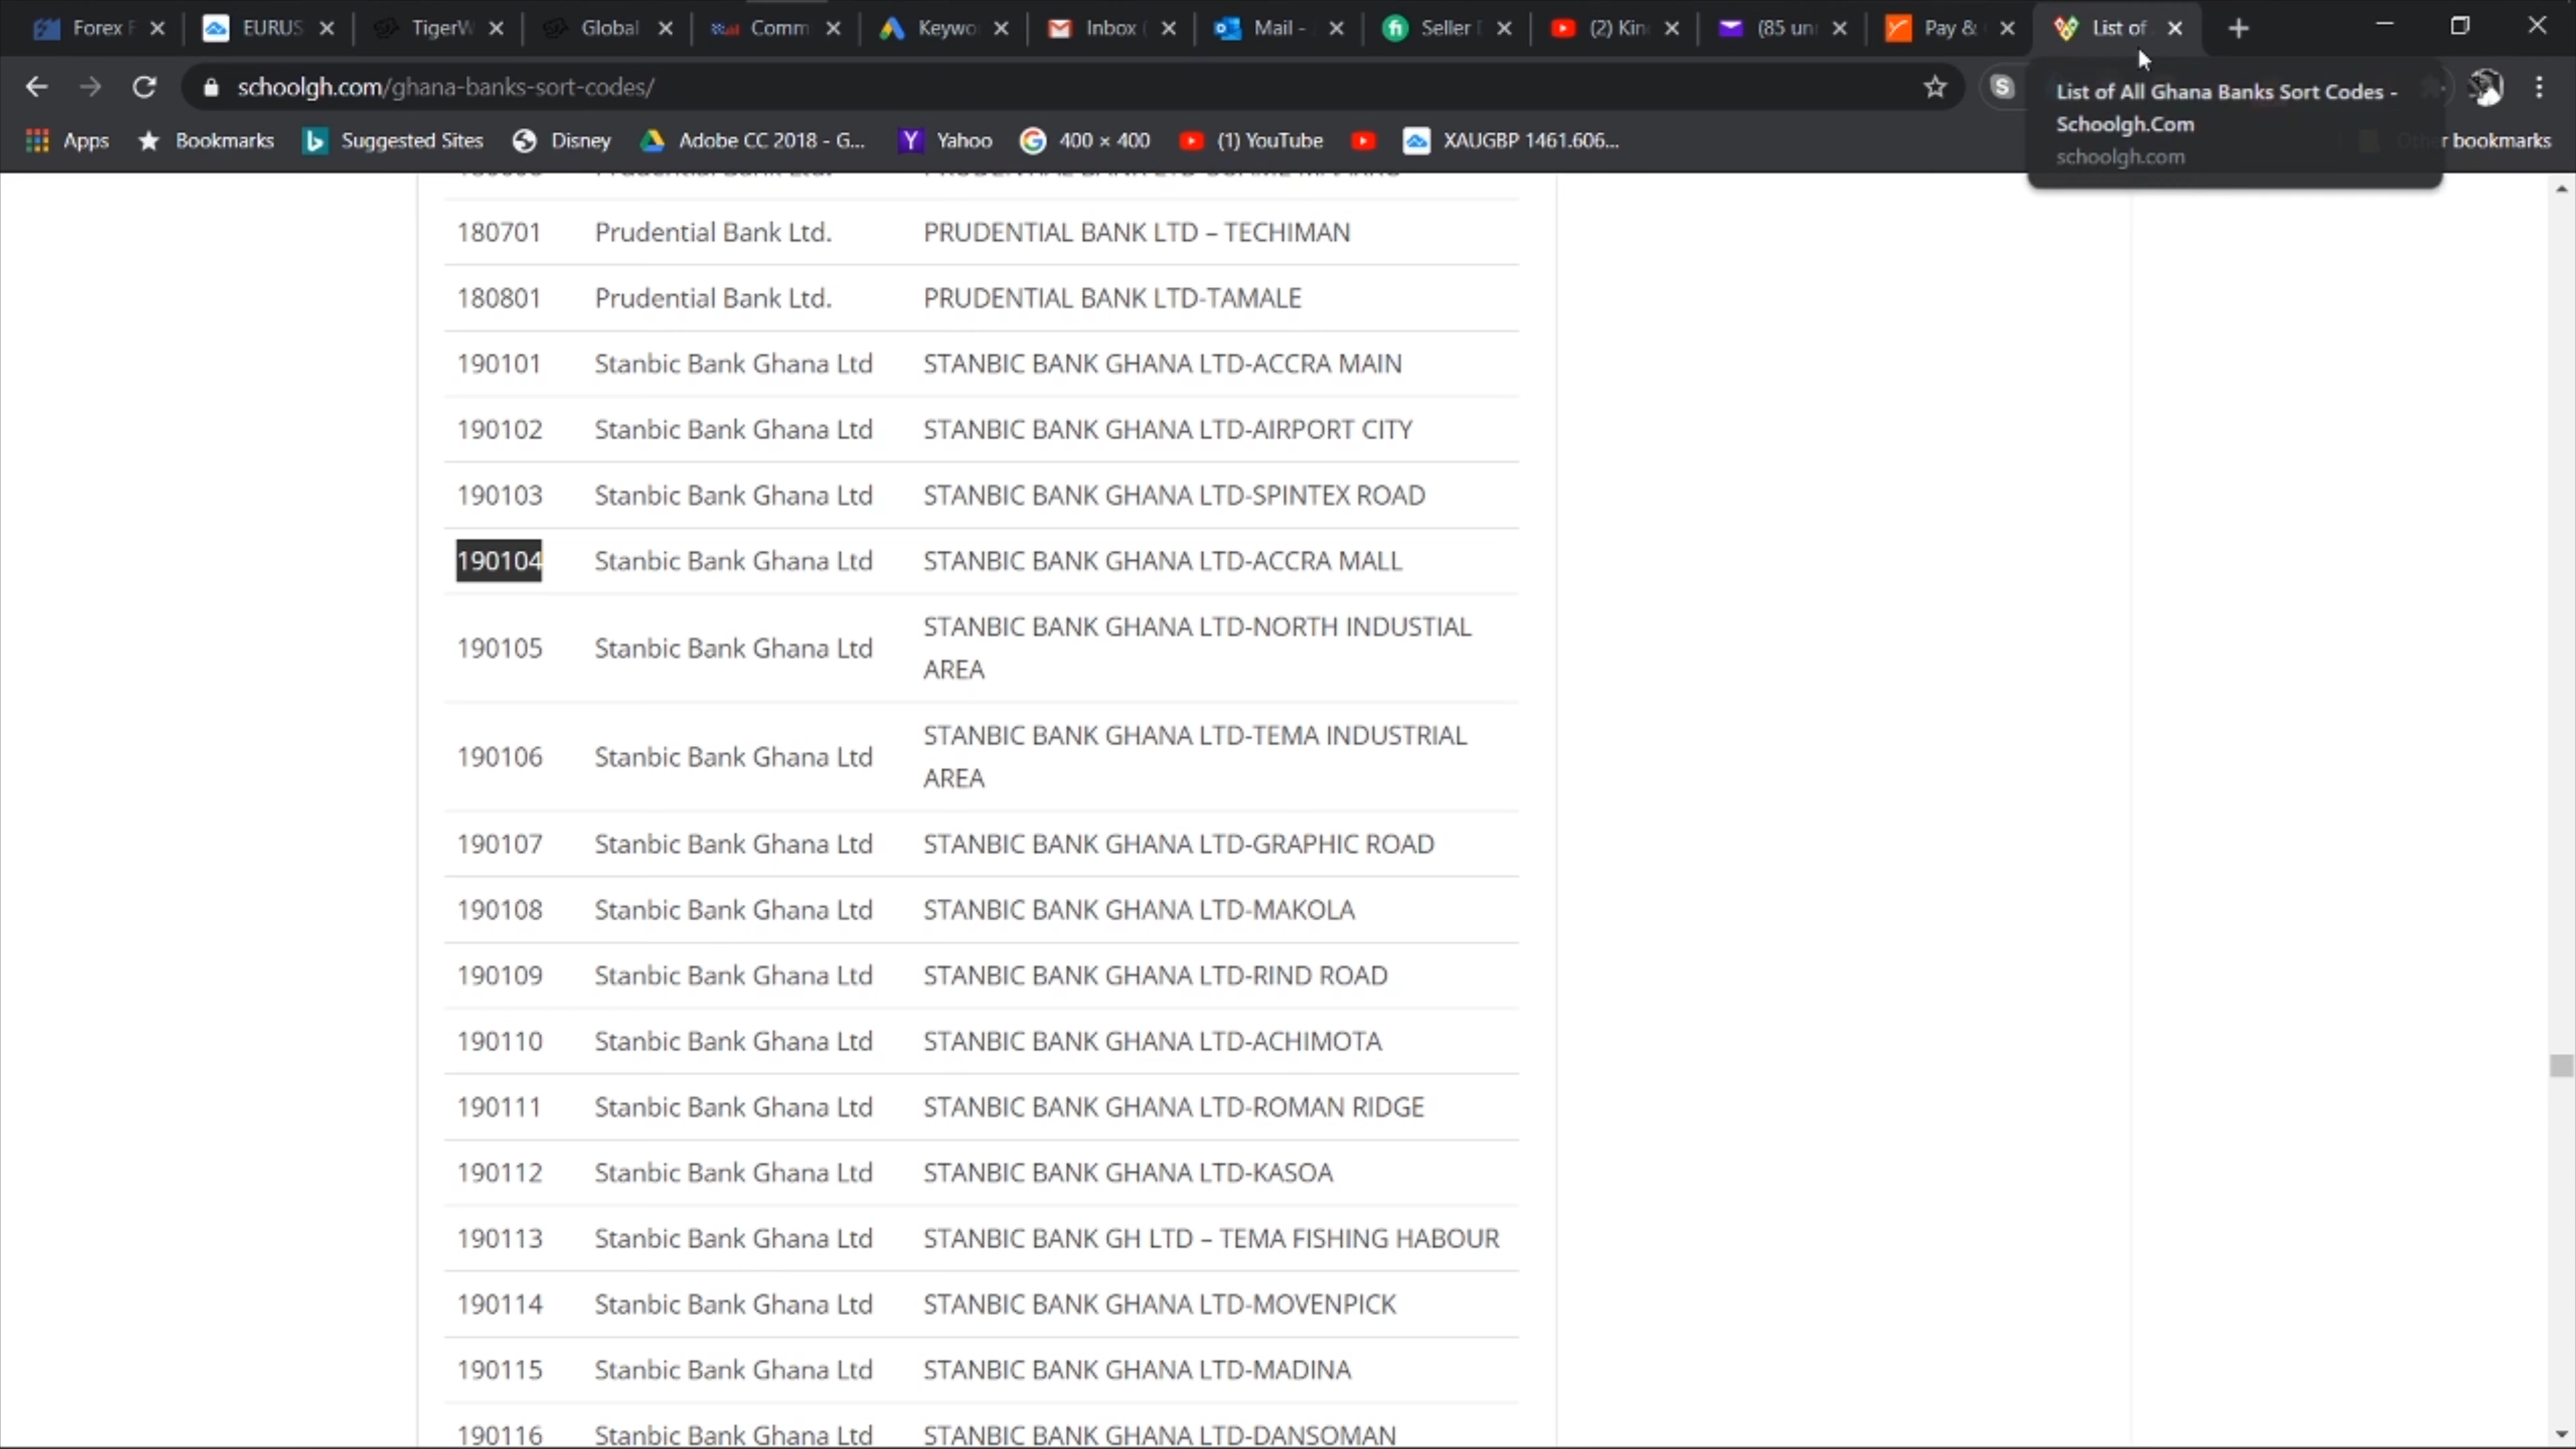 Forex F
EURUS
TigerW
Global
Comm
Keywo
Inbox (
Mail -
Seller
(2) Kin
(85 un
Pay &
List of
schoolgh.com/ghana-banks-sort-codes/
List of All Ghana Banks Sort Codes -
Schoolgh.Com
schoolgh.com
Apps
Bookmarks
Suggested Sites
Disney
Adobe CC 2018 - G...
Yahoo
400 × 400
(1) YouTube
XAUGBP 1461.606...
Other bookmarks
180701 Prudential Bank Ltd. PRUDENTIAL BANK LTD – TECHIMAN
180801 Prudential Bank Ltd. PRUDENTIAL BANK LTD-TAMALE
190101 Stanbic Bank Ghana Ltd STANBIC BANK GHANA LTD-ACCRA MAIN
190102 Stanbic Bank Ghana Ltd STANBIC BANK GHANA LTD-AIRPORT CITY
190103 Stanbic Bank Ghana Ltd STANBIC BANK GHANA LTD-SPINTEX ROAD
190104 Stanbic Bank Ghana Ltd STANBIC BANK GHANA LTD-ACCRA MALL
190105 Stanbic Bank Ghana Ltd STANBIC BANK GHANA LTD-NORTH INDUSTIAL
AREA
190106 Stanbic Bank Ghana Ltd STANBIC BANK GHANA LTD-TEMA INDUSTRIAL
AREA
190107 Stanbic Bank Ghana Ltd STANBIC BANK GHANA LTD-GRAPHIC ROAD
190108 Stanbic Bank Ghana Ltd STANBIC BANK GHANA LTD-MAKOLA
190109 Stanbic Bank Ghana Ltd STANBIC BANK GHANA LTD-RIND ROAD
190110 Stanbic Bank Ghana Ltd STANBIC BANK GHANA LTD-ACHIMOTA
190111 Stanbic Bank Ghana Ltd STANBIC BANK GHANA LTD-ROMAN RIDGE
190112 Stanbic Bank Ghana Ltd STANBIC BANK GHANA LTD-KASOA
190113 Stanbic Bank Ghana Ltd STANBIC BANK GH LTD – TEMA FISHING HABOUR
190114 Stanbic Bank Ghana Ltd STANBIC BANK GHANA LTD-MOVENPICK
190115 Stanbic Bank Ghana Ltd STANBIC BANK GHANA LTD-MADINA
190116 Stanbic Bank Ghana Ltd STANBIC BANK GHANA LTD-DANSOMAN